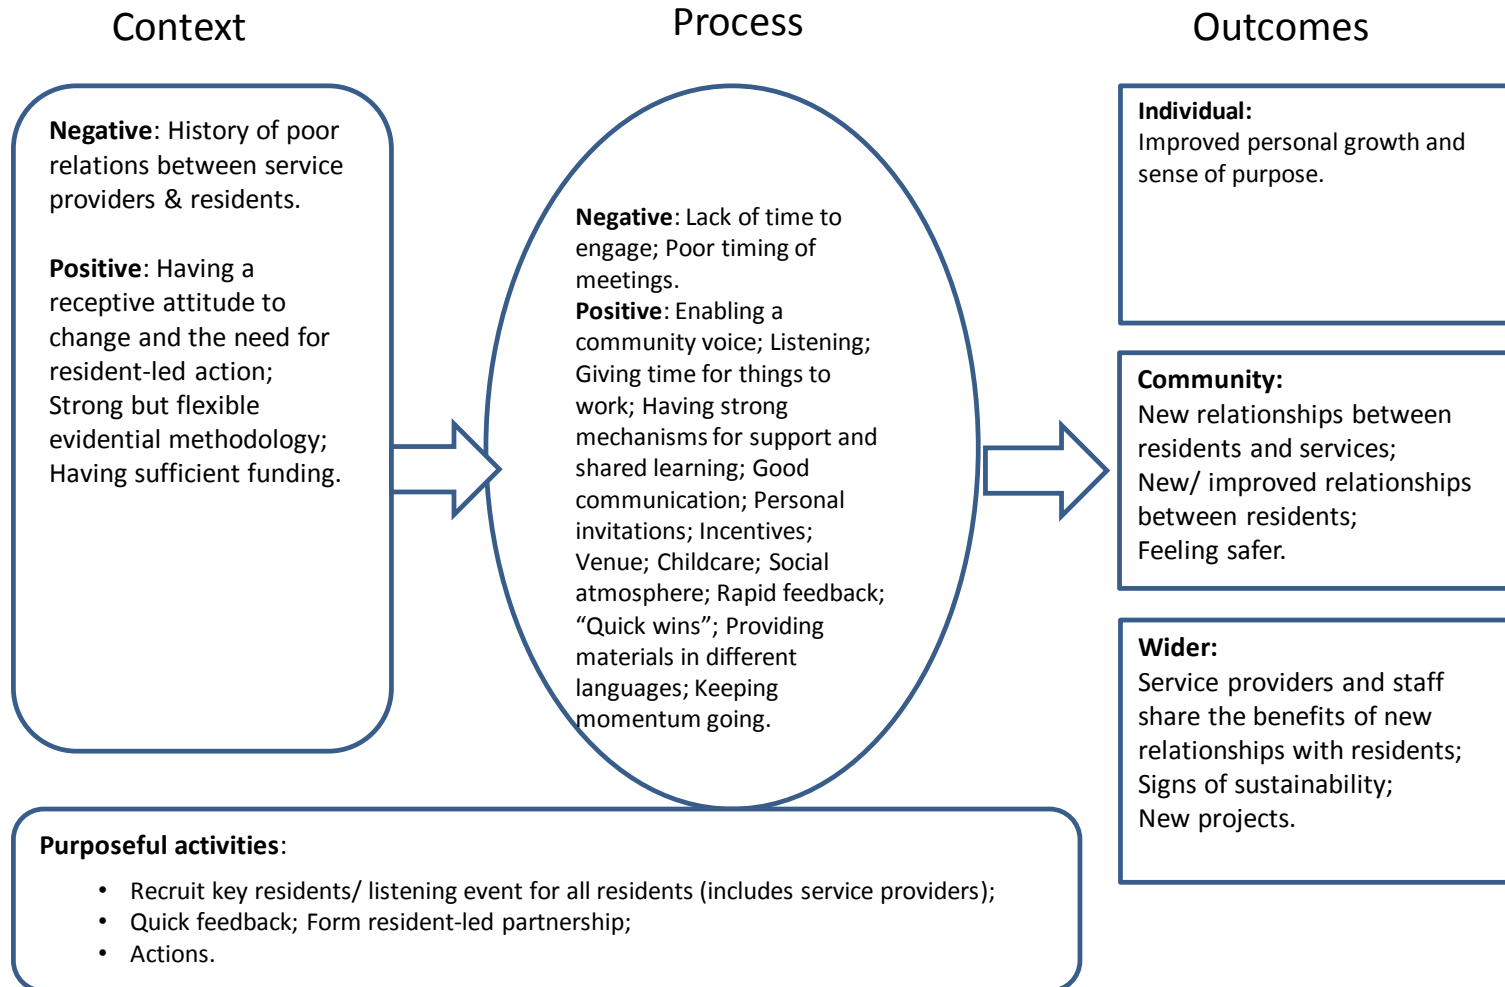 Context
Process
Outcomes
Negative: History of poor
relations between service
providers & residents.
Positive: Having a
receptive attitude to
change and the need for
resident-led action;
Strong but flexible
evidential methodology;
Having sufficient funding.
Negative: Lack of time to
engage; Poor timing of
meetings.
Positive: Enabling a
community voice; Listening;
Giving time for things to
work; Having strong
mechanisms for support and
shared learning; Good
communication; Personal
invitations; Incentives;
Venue; Childcare; Social
atmosphere; Rapid feedback;
“Quick wins”; Providing
materials in different
languages; Keeping
momentum going.
Individual:
Improved personal growth and
sense of purpose.
Community:
New relationships between
residents and services;
New/ improved relationships
between residents;
Feeling safer.
Wider:
Service providers and staff
share the benefits of new
relationships with residents;
Signs of sustainability;
New projects.
Purposeful activities:
• Recruit key residents/ listening event for all residents (includes service providers);
• Quick feedback; Form resident-led partnership;
• Actions.